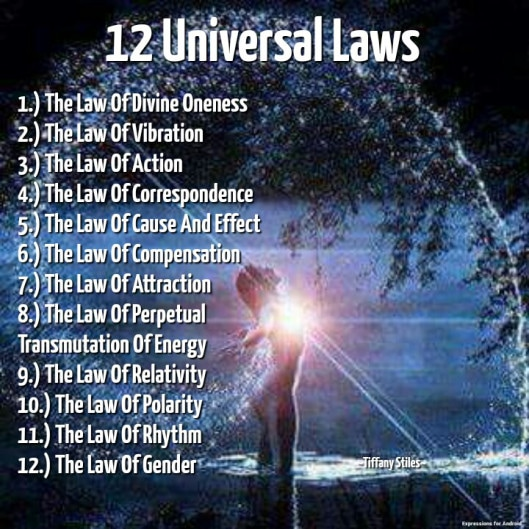 12 Universal Laws
1.) The Law Of Divine Oneness
2.) The Law Of Vibration
3.) The Law Of Action
4.) The Law Of Correspondence
5.) The Law Of Cause And Effect
6.) The Law Of Compensation
7.) The Law Of Attraction
8.) The Law Of Perpetual
Transmutation Of Energy
9.) The Law Of Relativity
10.) The Law Of Polarity
11.) The Law Of Rhythm
12.) The Law Of Gender
-Tiffany Stiles-
Expressions for Android